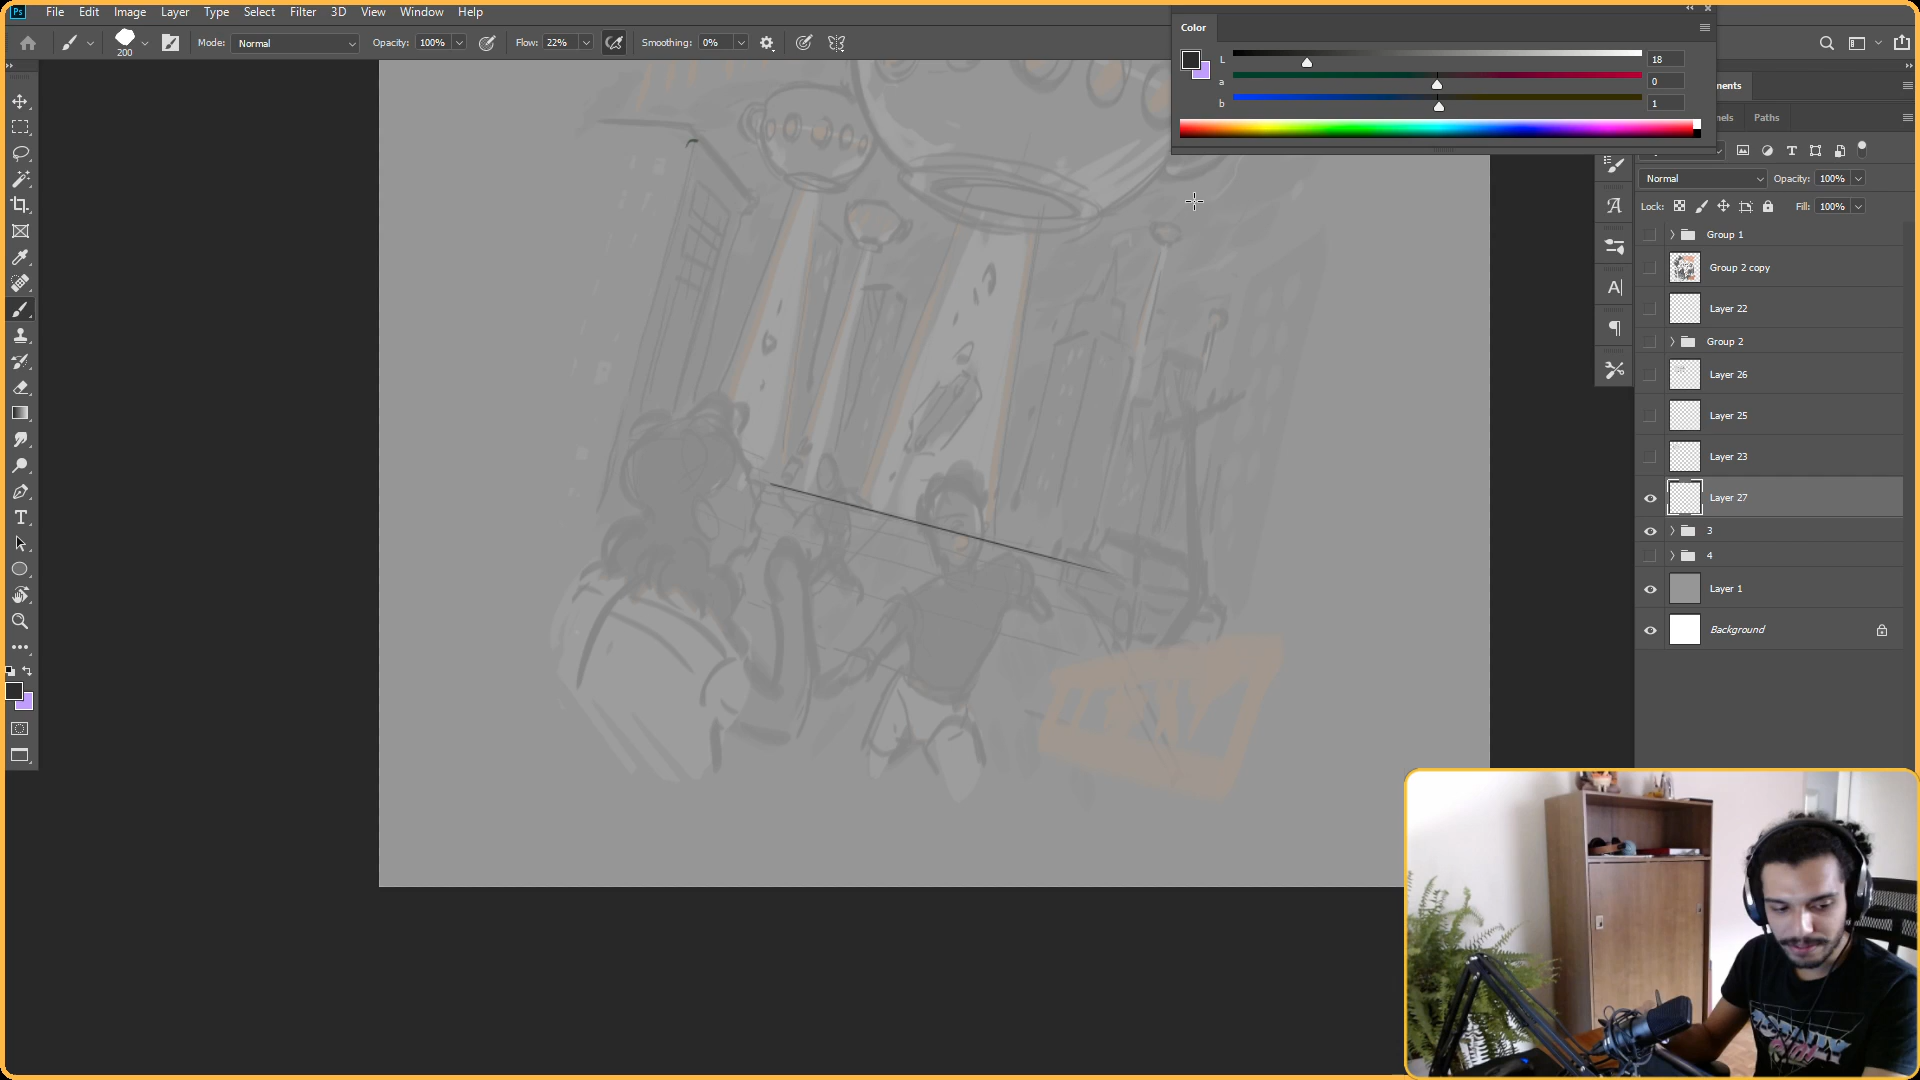 Ps File Edit Image Layer Type Select Filter 3D View Window Help
200 Mode: Normal Opacity: 100% Flow: 22% Smoothing: 0%
Color
L 18
a 0
b 1
nents
nels Paths
Normal Opacity: 100%
Lock: Fill: 100%
Group 1
Group 2 copy
Layer 22
Group 2
Layer 26
Layer 25
Layer 23
Layer 27
3
4
Layer 1
Background